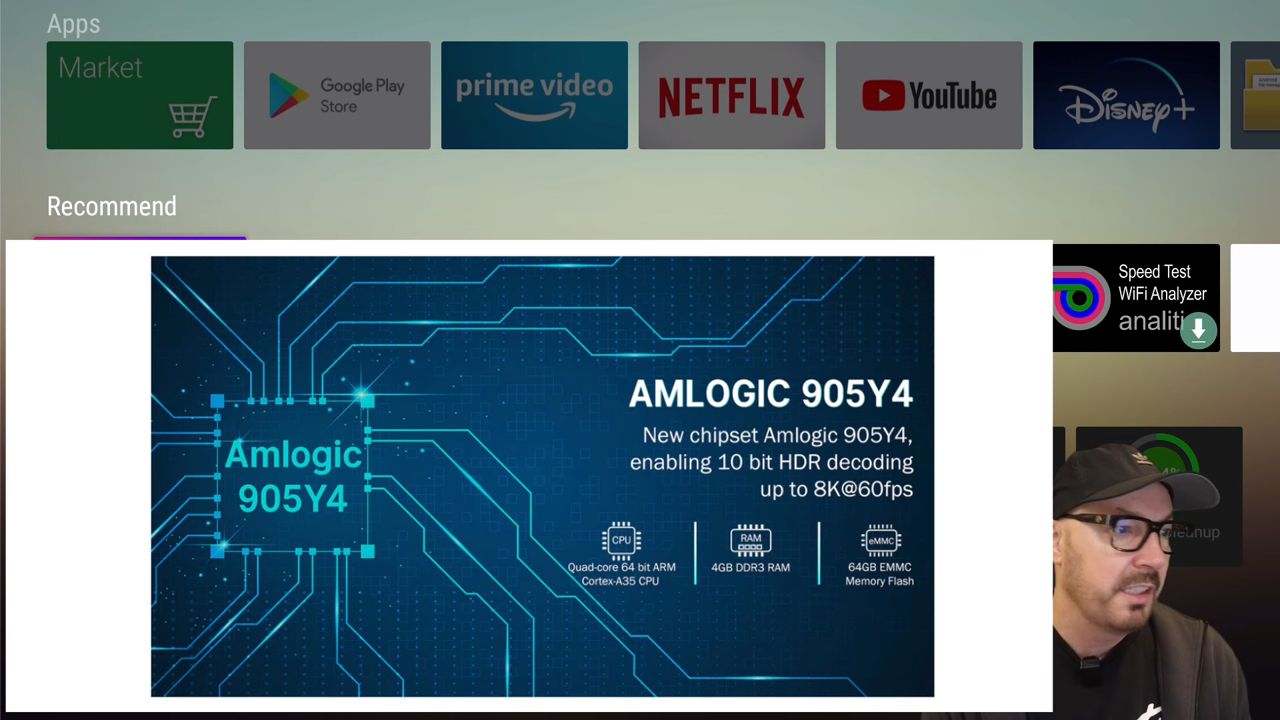 Apps
Market
Google Play
Store
prime video
NETFLIX
YouTube
Disney+
Recommend
Speed Test
WiFi Analyzer
analiti
Amlogic
905Y4
AMLOGIC 905Y4
New chipset Amlogic 905Y4,
enabling 10 bit HDR decoding
up to 8K@60fps
CPU
RAM
eMMC
Quad-core 64 bit ARM
Cortex-A35 CPU
4GB DDR3 RAM
64GB EMMC
Memory Flash